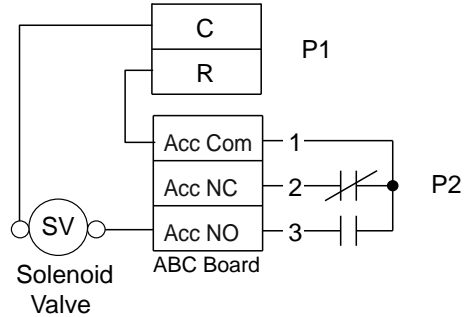 C
P1
R
Acc Com 1
Acc NC 2
P2
SV
Acc NO 3
ABC Board
Solenoid
Valve